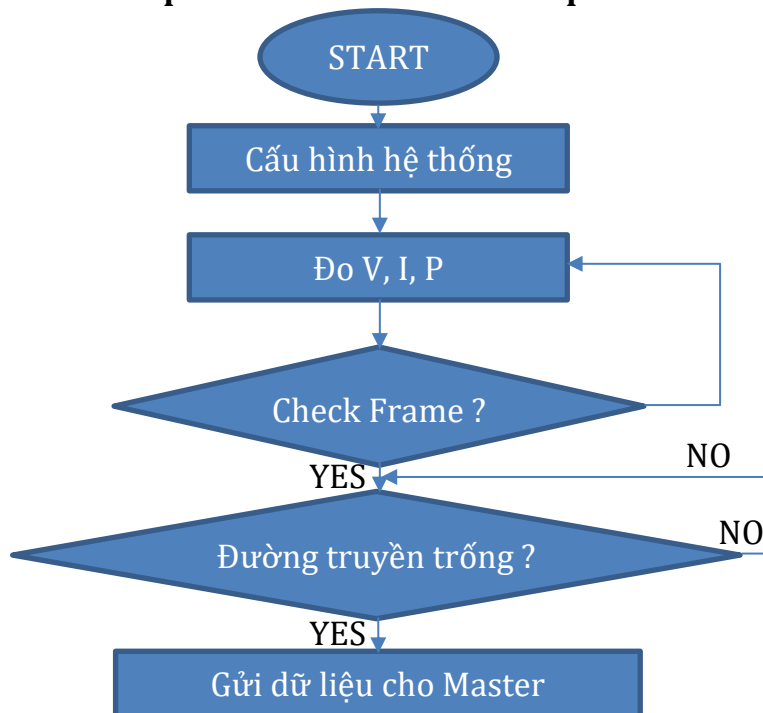 START
Cấu hình hệ thống
Đo V, I, P
Check Frame ?
NO
YES
NO
Đường truyền trống ?
YES
Gửi dữ liệu cho Master